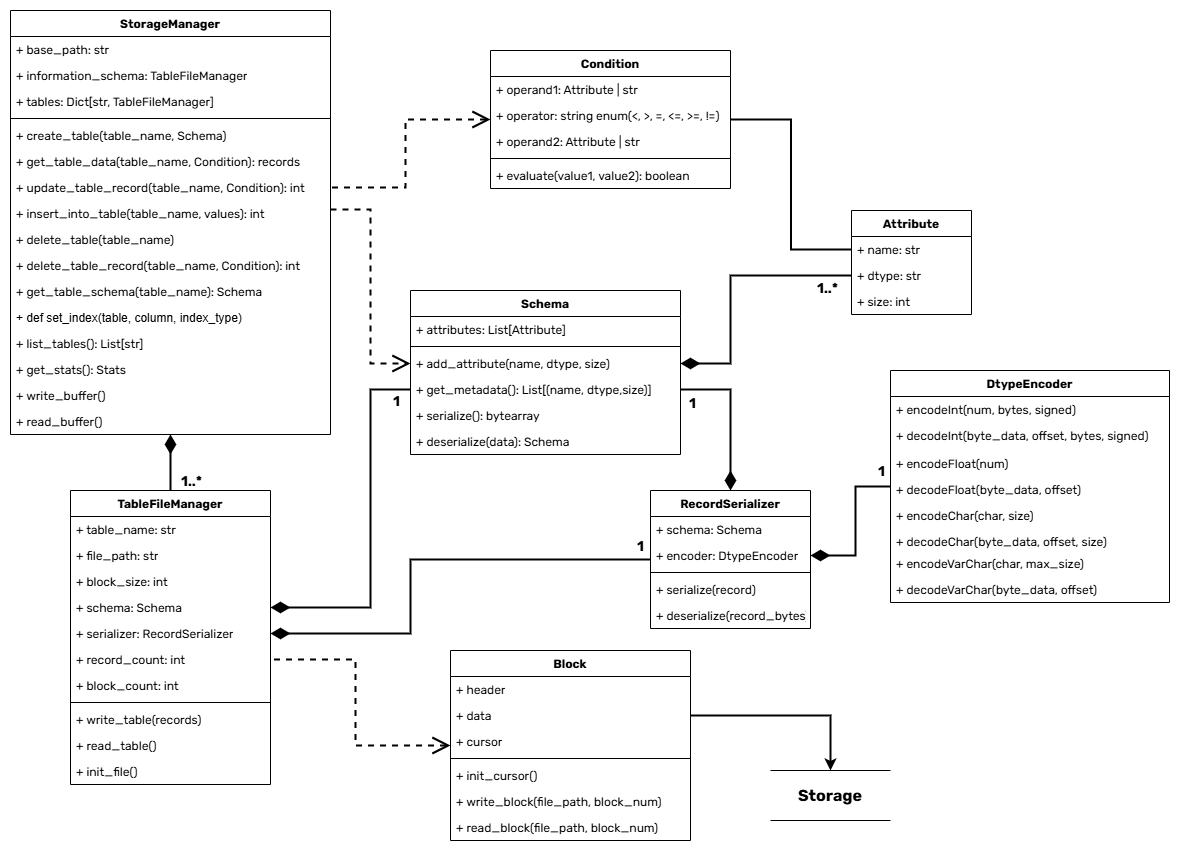 StorageManager
+ base_path: str
+ information_schema: TableFileManager
+ tables: Dict[str, TableFileManager]
+ create_table(table_name, Schema)
+ get_table_data(table_name, Condition): records
+ update_table_record(table_name, Condition): int
+ insert_into_table(table_name, values): int
+ delete_table(table_name)
+ delete_table_record(table_name, Condition): int
+ get_table_schema(table_name): Schema
+ def set_index(table, column, index_type)
+ list_tables(): List[str]
+ get_stats(): Stats
+ write_buffer()
+ read_buffer()
Condition
+ operand1: Attribute | str
+ operator: string enum(<, >, =, <=, >=, !=)
+ operand2: Attribute | str
+ evaluate(value1, value2): boolean
Attribute
+ name: str
+ dtype: str
+ size: int
1..*
Schema
+ attributes: List[Attribute]
+ add_attribute(name, dtype, size)
+ get_metadata(): List[(name, dtype,size)]
+ serialize(): bytearray
+ deserialize(data): Schema
1
1
DtypeEncoder
+ encodeInt(num, bytes, signed)
+ decodeInt(byte_data, offset, bytes, signed)
+ encodeFloat(num)
+ decodeFloat(byte_data, offset)
+ encodeChar(char, size)
+ decodeChar(byte_data, offset, size)
+ encodeVarChar(char, max_size)
+ decodeVarChar(byte_data, offset)
1
1..*
TableFileManager
+ table_name: str
+ file_path: str
+ block_size: int
+ schema: Schema
+ serializer: RecordSerializer
+ record_count: int
+ block_count: int
+ write_table(records)
+ read_table()
+ init_file()
RecordSerializer
+ schema: Schema
+ encoder: DtypeEncoder
+ serialize(record)
+ deserialize(record_bytes
1
Block
+ header
+ data
+ cursor
+ init_cursor()
+ write_block(file_path, block_num)
+ read_block(file_path, block_num)
Storage